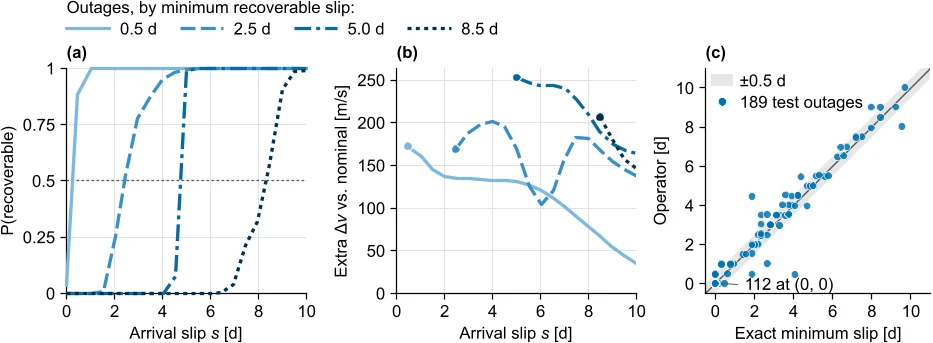 Outages, by minimum recoverable slip:
0.5 d
2.5 d
5.0 d
8.5 d
(a)
P(recoverable)
1
0.75
0.5
0.25
0
0 2 4 6 8 10
Arrival slip s [d]
(b)
Extra Δv vs. nominal [m/s]
250
200
150
100
50
0
0 2 4 6 8 10
Arrival slip s [d]
(c)
±0.5 d
189 test outages
Operator [d]
10
8
6
4
2
0
112 at (0, 0)
0 2 4 6 8 10
Exact minimum slip [d]